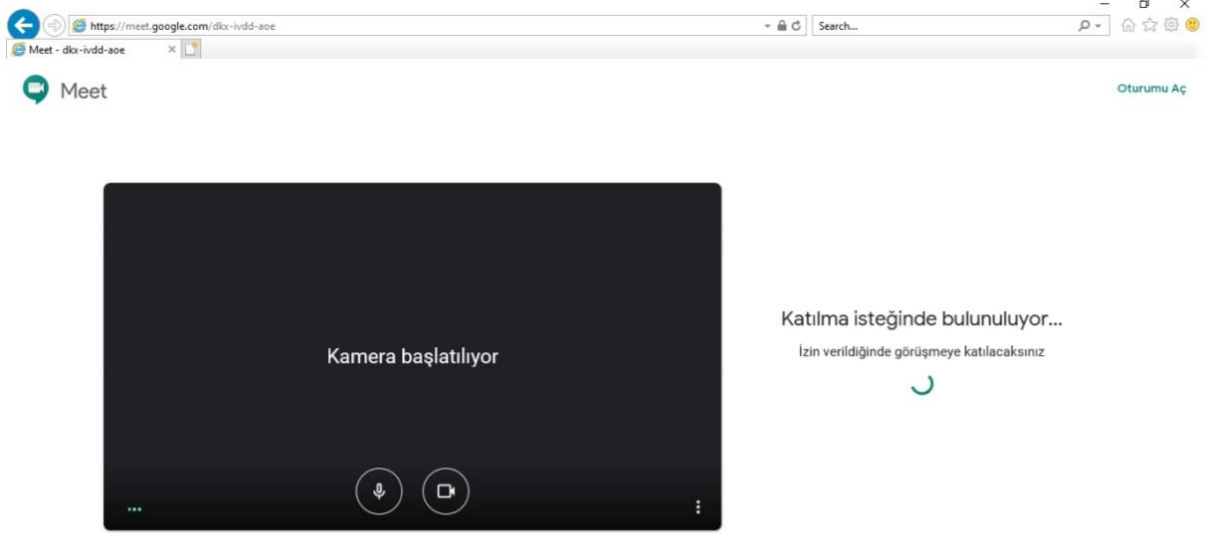 https://meet.google.com/dkx-ivdd-aoe
Search...
Meet - dkx-ivdd-aoe
Meet
Oturumu Aç
Kamera başlatılıyor
Katılma isteğinde bulunuluyor...
İzin verildiğinde görüşmeye katılacaksınız